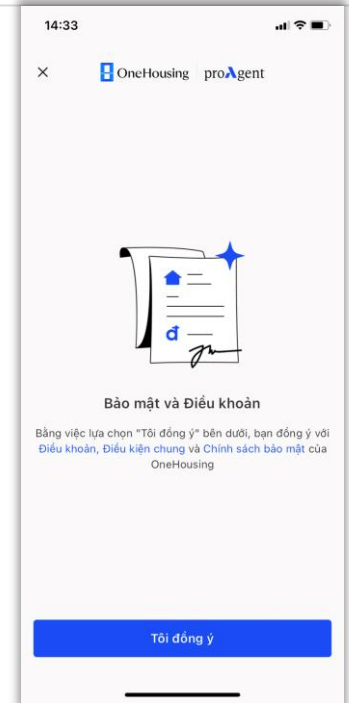 14:33
OneHousing proAgent
đ
Bảo mật và Điều khoản
Bằng việc lựa chọn "Tôi đồng ý" bên dưới, bạn đồng ý với
Điều khoản, Điều kiện chung và Chính sách bảo mật của
OneHousing
Tôi đồng ý